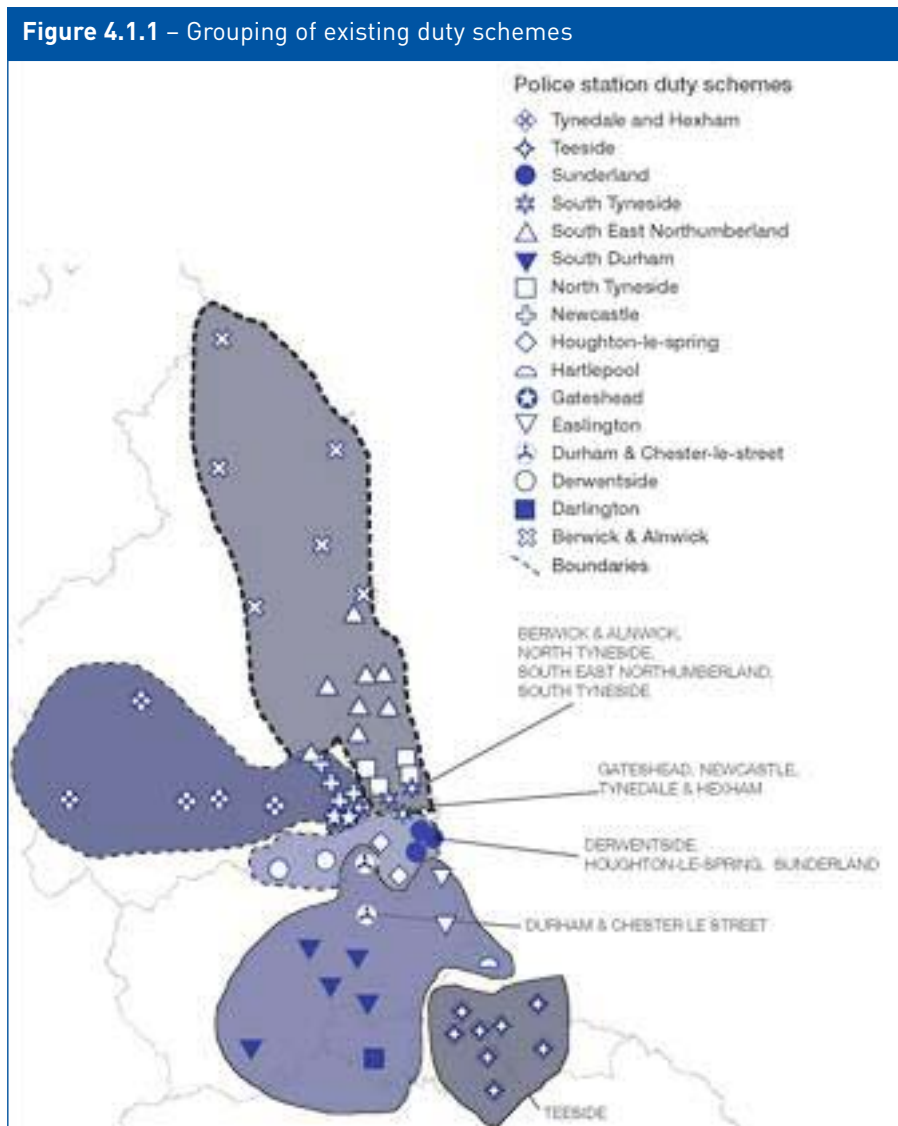 Figure 4.1.1 – Grouping of existing duty schemes
Police station duty schemes
Tynedale and Hexham
Teeside
Sunderland
South Tyneside
South East Northumberland
South Durham
North Tyneside
Newcastle
Houghton-le-spring
Hartlepool
Gateshead
Easlington
Durham & Chester-le-street
Derwentside
Darlington
Berwick & Alnwick
Boundaries
BERWICK & ALNWICK,
NORTH TYNESIDE,
SOUTH EAST NORTHUMBERLAND,
SOUTH TYNESIDE
GATESHEAD, NEWCASTLE,
TYNEDALE & HEXHAM
DERWENTSIDE,
HOUGHTON-LE-SPRING, SUNDERLAND
DURHAM & CHESTER LE STREET
TEESIDE